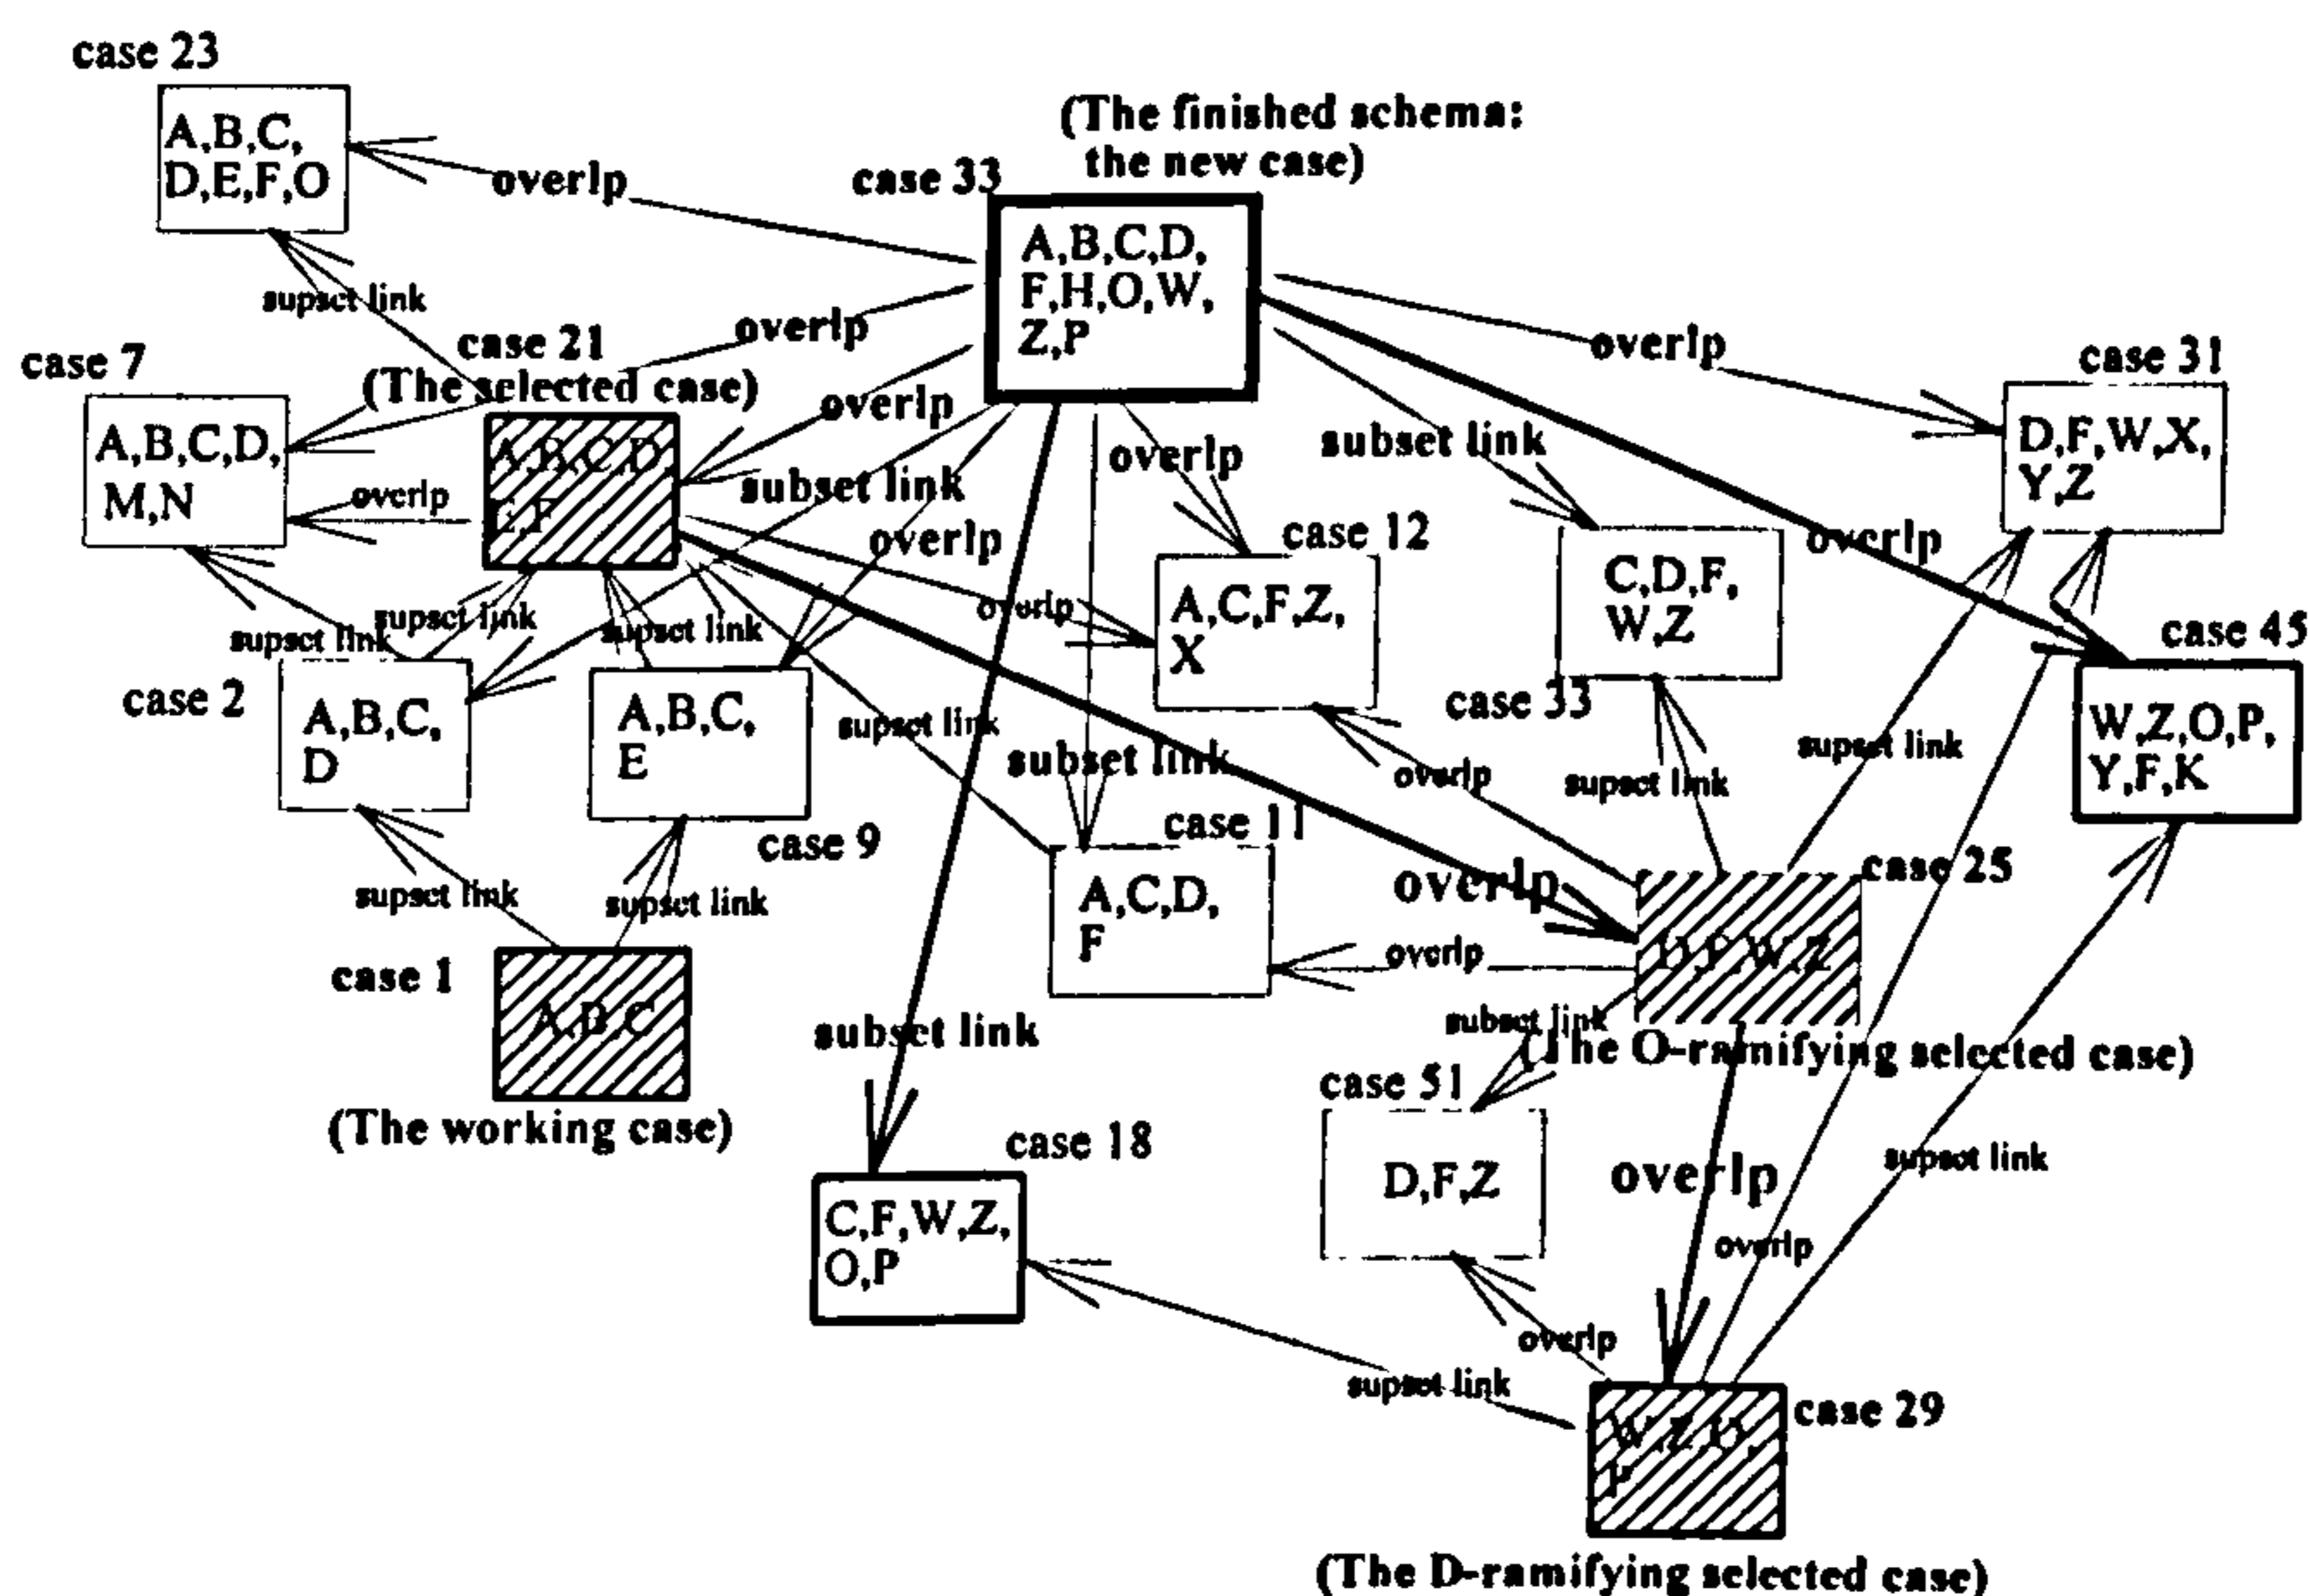 case 23
A,B,C,
D,E,F,O
overlp
(The finished schema:
the new case)
case 33
A,B,C,D,
F,H,O,W,
Z,P
supset link
overlp
overlp
case 31
D,F,W,X,
Y,Z
case 7
A,B,C,D,
M,N
case 21
(The selected case)
A,B,C,D
E,F
overlp
overlp
subset link
overlp
overlp
subset link
case 12
A,C,F,Z,
X
overlp
C,D,F,
W,Z
case 33
overlp
case 45
W,Z,O,P,
Y,F,K
supset link
supset link
supset link
case 2
A,B,C,
D
A,B,C,
E
case 9
supset link
subset link
overlp
supset link
supset link
case 11
A,C,D,
F
overlp
case 25
overlp
supset link
supset link
case 1
A,B,C
(The working case)
subset link
subset link
(The O-ramifying selected case)
case 51
D,F,Z
case 18
C,F,W,Z,
O,P
overlp
supset link
overlp
overlp
supset link
case 29
(The D-ramifying selected case)